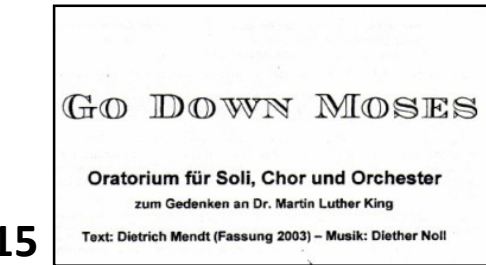 GO DOWN MOSES
Oratorium für Soli, Chor und Orchester
zum Gedenken an Dr. Martin Luther King
Text: Dietrich Mendt (Fassung 2003) – Musik: Diether Noll
15